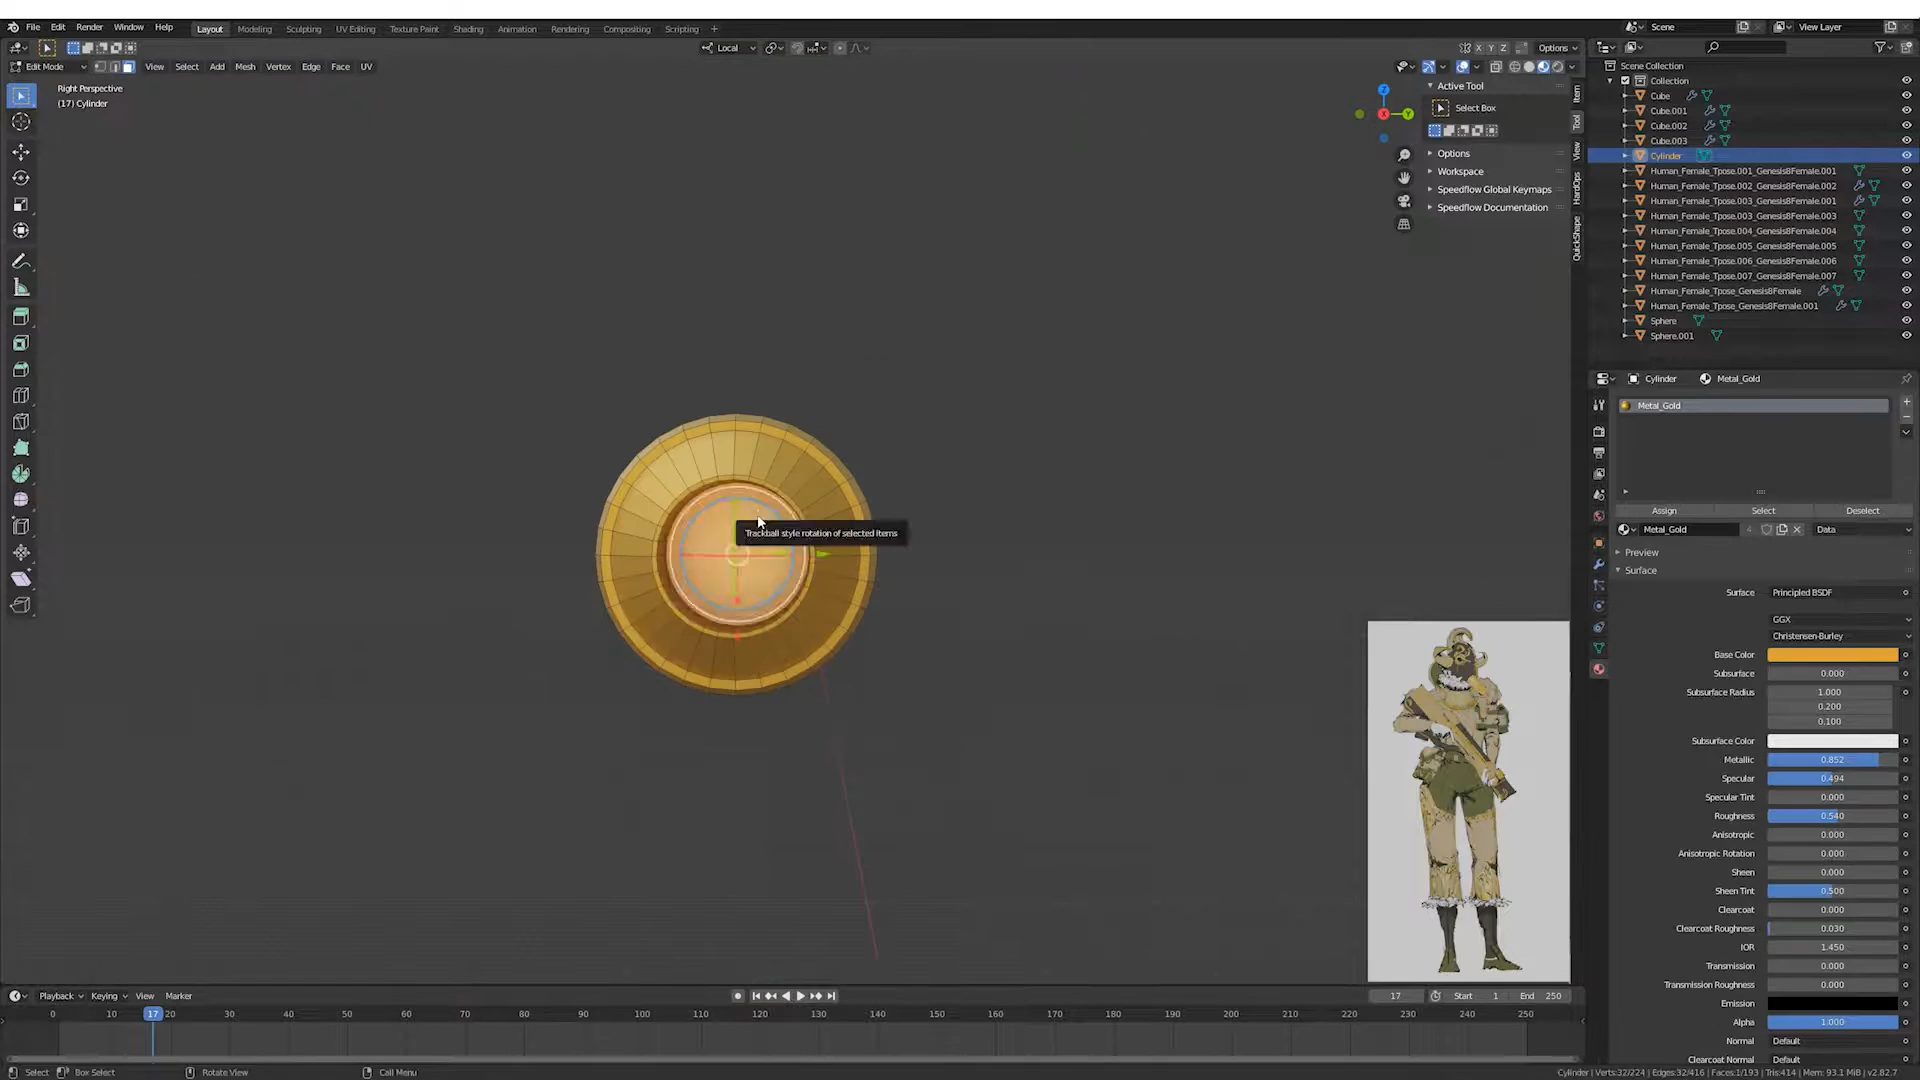 File Edit Render Window Help Layout Modeling Sculpting UV Editing Texture Paint Shading Animation Rendering Compositing Scripting + Scene View Layer
Local X Y Z Options
Edit Mode View Select Add Mesh Vertex Edge Face UV
Right Perspective
(17) Cylinder
Active Tool
Select Box
Options
Workspace
Speedflow Global Keymaps
Speedflow Documentation
Item
Tool
View
HardOps
QuickShape
Z
Y
X
Trackball style rotation of selected items
Scene Collection
Collection
Cube
Cube.001
Cube.002
Cube.003
Cylinder
Human_Female_Tpose.001_Genesis8Female.001
Human_Female_Tpose.002_Genesis8Female.002
Human_Female_Tpose.003_Genesis8Female.001
Human_Female_Tpose.003_Genesis8Female.003
Human_Female_Tpose.004_Genesis8Female.004
Human_Female_Tpose.005_Genesis8Female.005
Human_Female_Tpose.006_Genesis8Female.006
Human_Female_Tpose.007_Genesis8Female.007
Human_Female_Tpose_Genesis8Female
Human_Female_Tpose_Genesis8Female.001
Sphere
Sphere.001
Cylinder Metal_Gold
Metal_Gold
Assign Select Deselect
Metal_Gold 4 Data
Preview
Surface
Surface Principled BSDF
GGX
Christensen-Burley
Base Color
Subsurface 0.000
Subsurface Radius 1.000
0.200
0.100
Subsurface Color
Metallic 0.852
Specular 0.494
Specular Tint 0.000
Roughness 0.540
Anisotropic 0.000
Anisotropic Rotation 0.000
Sheen 0.000
Sheen Tint 0.500
Clearcoat 0.000
Clearcoat Roughness 0.030
IOR 1.450
Transmission 0.000
Transmission Roughness 0.000
Emission
Alpha 1.000
Normal Default
Clearcoat Normal Default
Playback Keying View Marker 17 Start 1 End 250
0 10 17 20 30 40 50 60 70 80 90 100 110 120 130 140 150 160 170 180 190 200 210 220 230 240 250
Select Box Select Rotate View Call Menu Cylinder | Verts:32/224 | Edges:32/416 | Faces:1/193 | Tris:414 | Mem: 93.1 MiB | v2.82.7